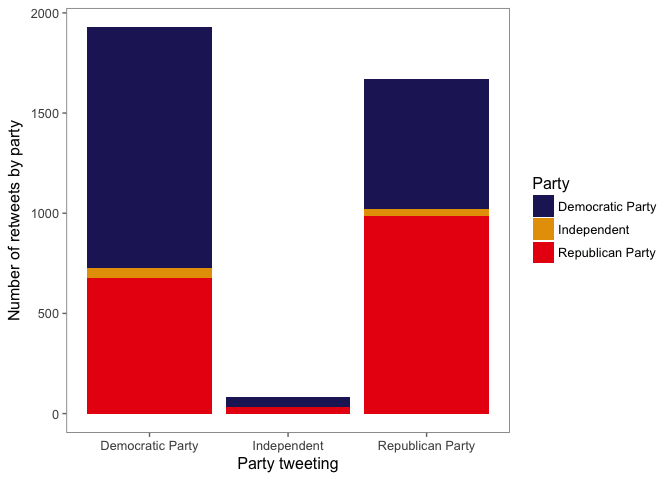 2000
1500
1000
500
0
Number of retweets by party
Democratic Party
Independent
Republican Party
Party tweeting
Party
Democratic Party
Independent
Republican Party